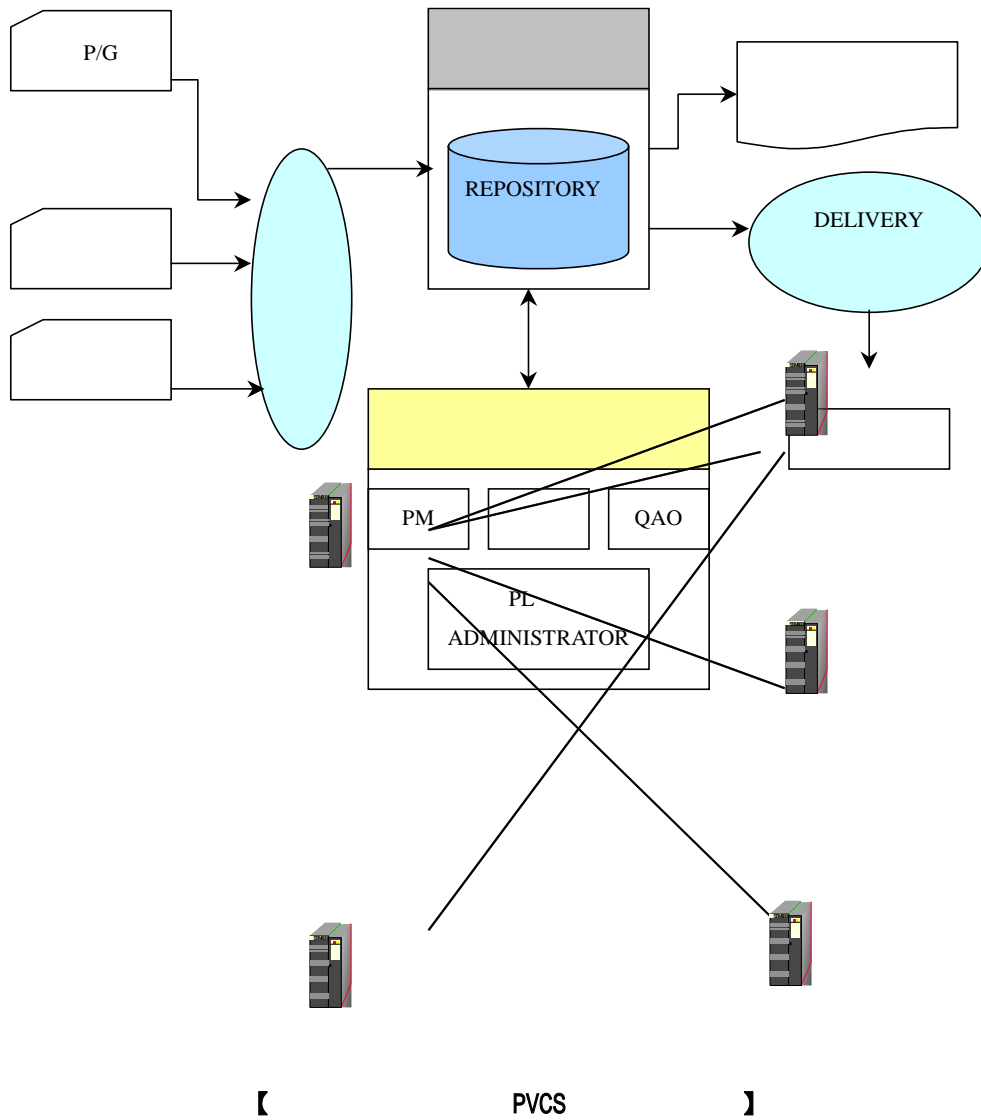 P/G
REPOSITORY
DELIVERY
PM
QAO
PL
ADMINISTRATOR
【 PVCS 】